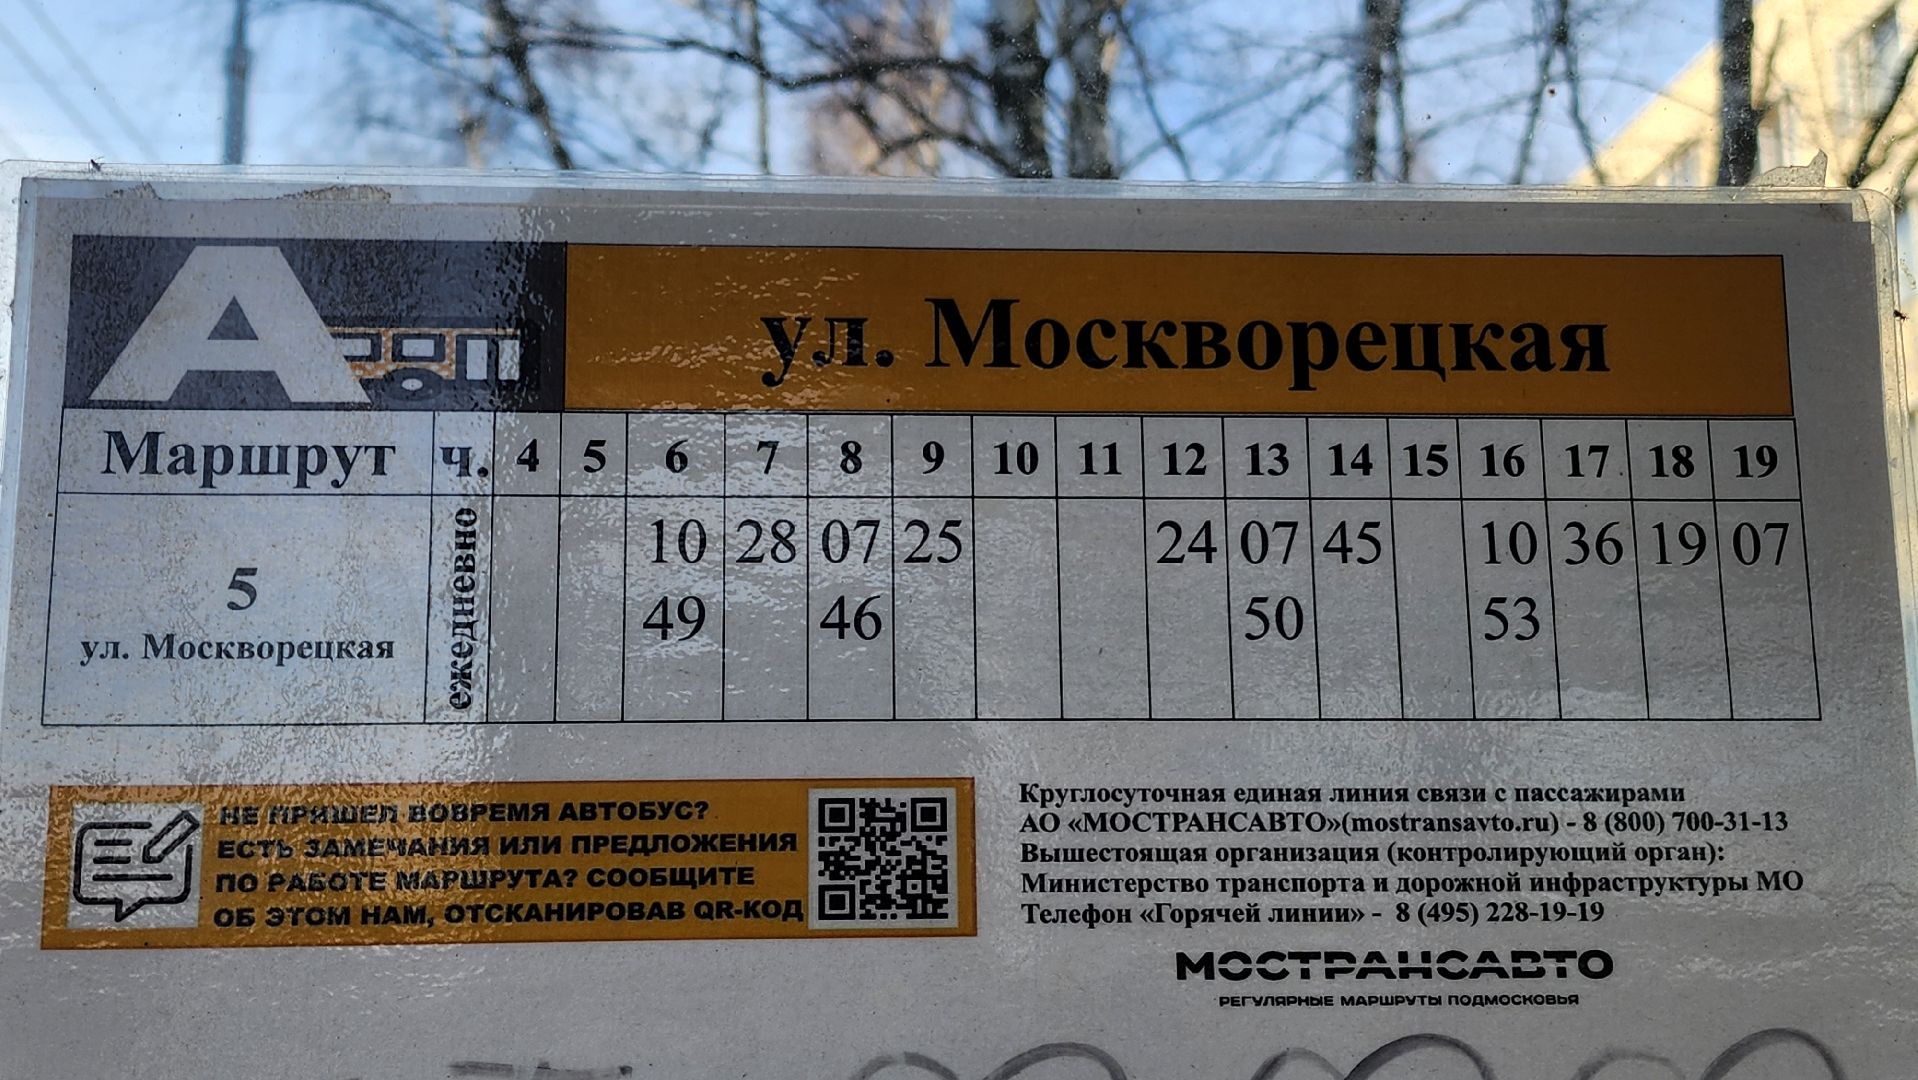 А
ул. Москворецкая
Маршрут ч. 4 5 6 7 8 9 10 11 12 13 14 15 16 17 18 19
5
ул. Москворецкая
ежедневно
10 28 07 25 24 07 45 10 36 19 07
49 46 50 53
НЕ ПРИШЕЛ ВОВРЕМЯ АВТОБУС?
ЕСТЬ ЗАМЕЧАНИЯ ИЛИ ПРЕДЛОЖЕНИЯ
ПО РАБОТЕ МАРШРУТА? СООБЩИТЕ
ОБ ЭТОМ НАМ, ОТСКАНИРОВАВ QR-КОД
Круглосуточная единая линия связи с пассажирами
АО «МОСТРАНСАВТО»(mostransavto.ru) - 8 (800) 700-31-13
Вышестоящая организация (контролирующий орган):
Министерство транспорта и дорожной инфраструктуры МО
Телефон «Горячей линии» - 8 (495) 228-19-19
МОСТРАНСАВТО
РЕГУЛЯРНЫЕ МАРШРУТЫ ПОДМОСКОВЬЯ